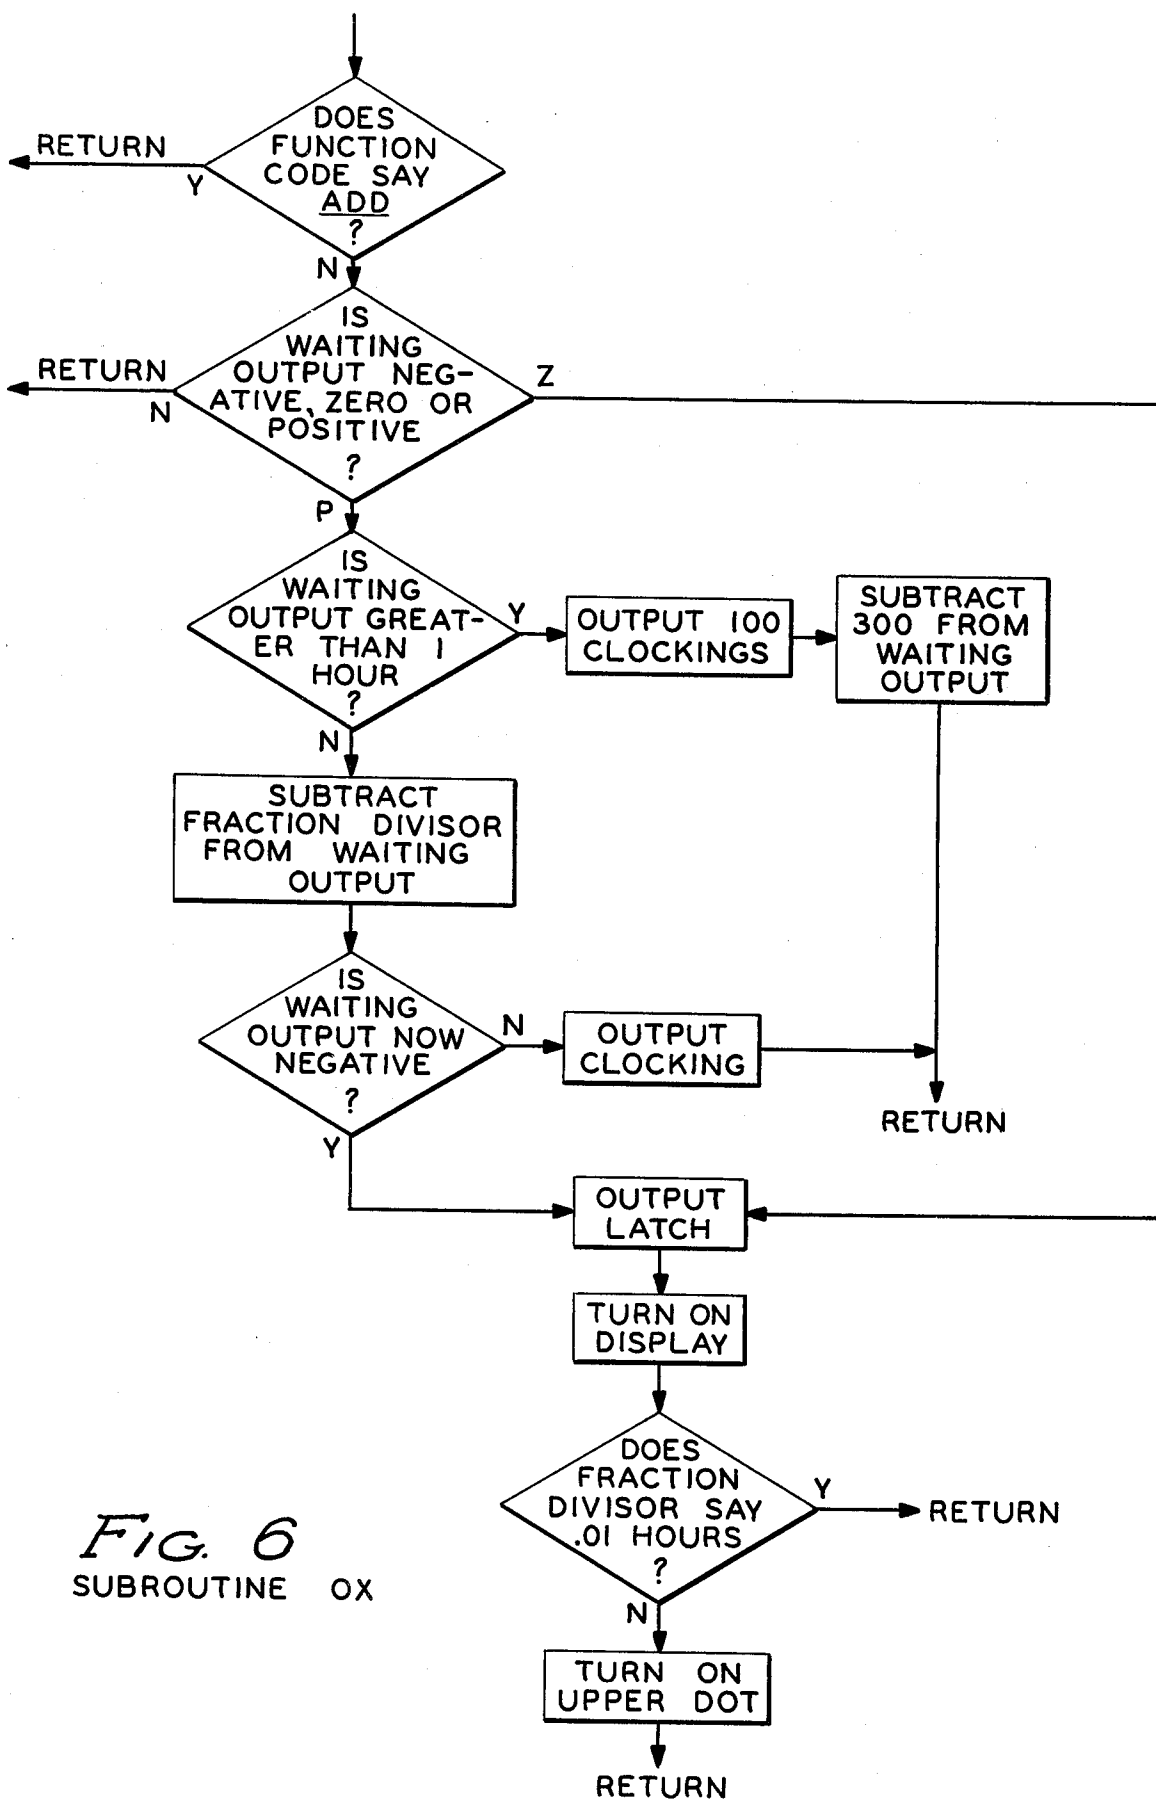 DOES
FUNCTION
CODE SAY
ADD
?
RETURN
Y
N
IS
WAITING
OUTPUT NEG-
ATIVE, ZERO OR
POSITIVE
?
RETURN
N
Z
P
IS
WAITING
OUTPUT GREAT-
ER THAN 1
HOUR
?
Y
OUTPUT 100
CLOCKINGS
SUBTRACT
300 FROM
WAITING
OUTPUT
N
SUBTRACT
FRACTION DIVISOR
FROM WAITING
OUTPUT
IS
WAITING
OUTPUT NOW
NEGATIVE
?
N
OUTPUT
CLOCKING
RETURN
Y
OUTPUT
LATCH
TURN ON
DISPLAY
DOES
FRACTION
DIVISOR SAY
.01 HOURS
?
Y
RETURN
N
TURN ON
UPPER DOT
RETURN
FIG. 6
SUBROUTINE OX